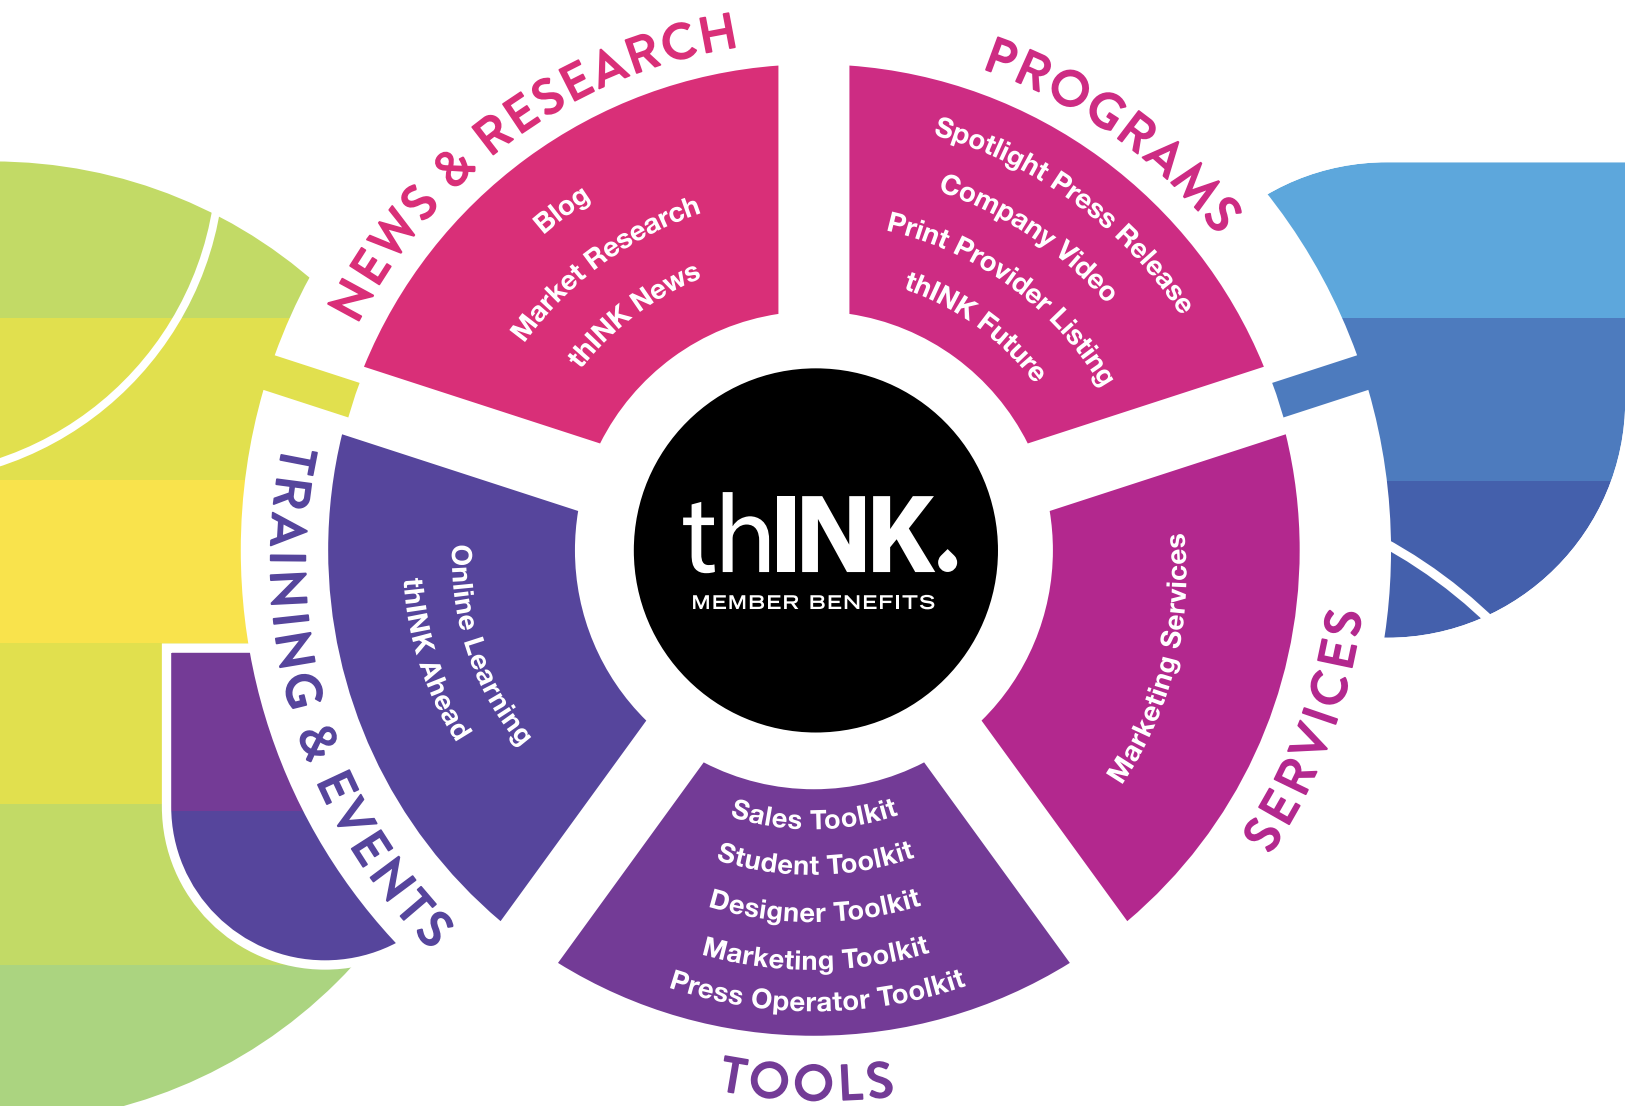 NEWS & RESEARCH
Blog
Market Research
thINK News
PROGRAMS
Spotlight Press Release
Company Video
Print Provider Listing
thINK Future
SERVICES
Marketing Services
TOOLS
Sales Toolkit
Student Toolkit
Designer Toolkit
Marketing Toolkit
Press Operator Toolkit
TRAINING & EVENTS
Online Learning
thINK Ahead
thINK.
MEMBER BENEFITS